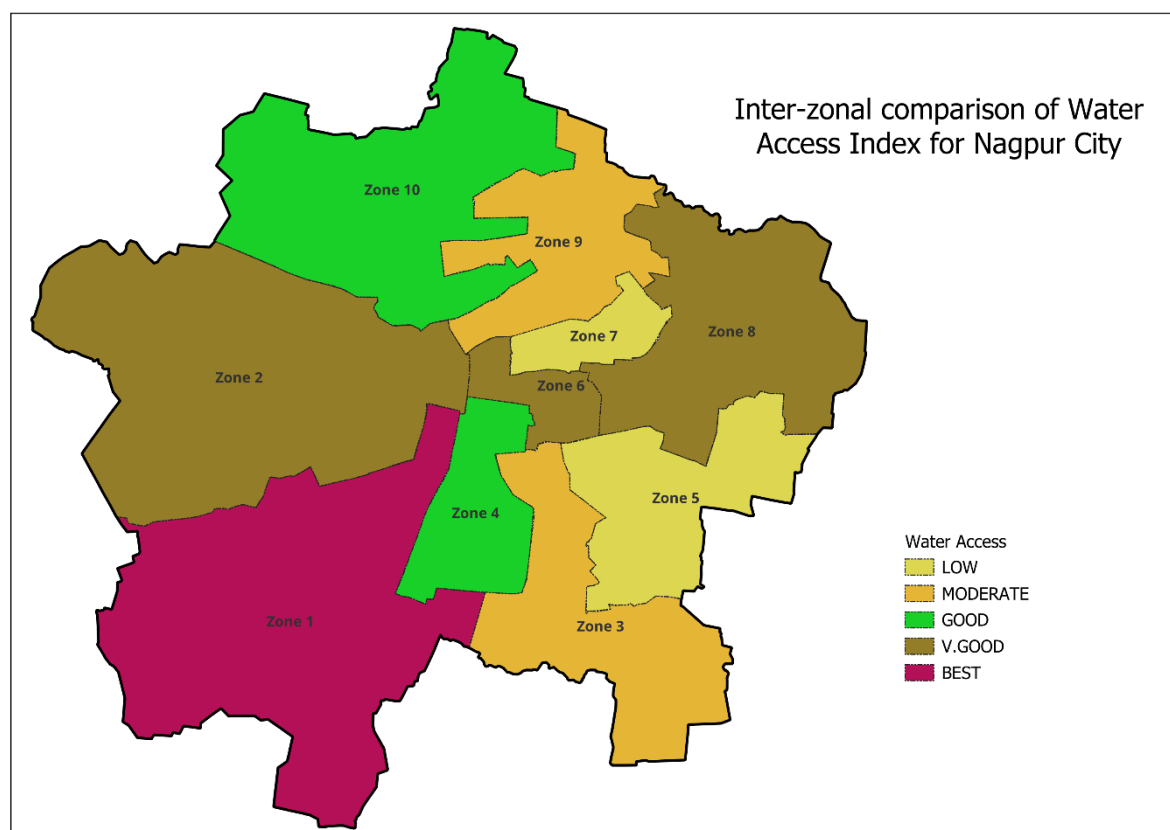 Inter-zonal comparison of Water
Access Index for Nagpur City
Zone 10
Zone 9
Zone 7
Zone 8
Zone 2
Zone 6
Zone 5
Zone 4
Zone 1
Zone 3
Water Access
LOW
MODERATE
GOOD
V.GOOD
BEST